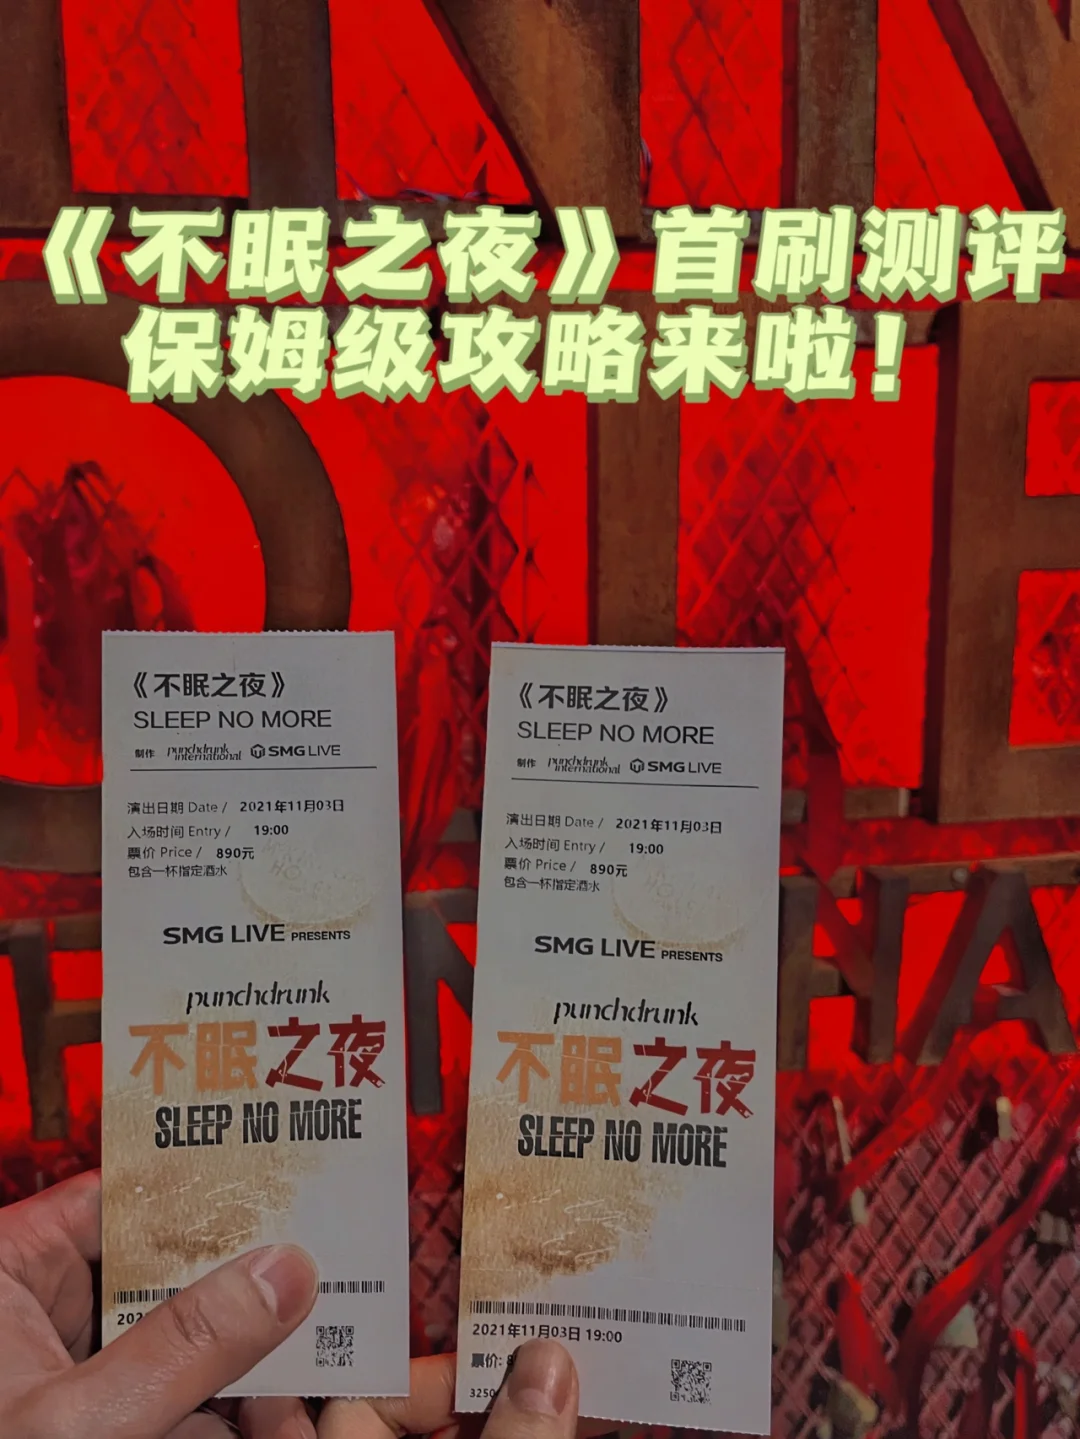 《不眠之夜》首刷测评
保姆级攻略来啦！
《不眠之夜》
SLEEP NO MORE
制作 punchdrunk international SMG LIVE
演出日期 Date / 2021年11月03日
入场时间 Entry / 19:00
票价 Price / 890元
包含一杯指定酒水
SMG LIVE PRESENTS
punchdrunk
不眠之夜
SLEEP NO MORE
202
《不眠之夜》
SLEEP NO MORE
制作 punchdrunk international SMG LIVE
演出日期 Date / 2021年11月03日
入场时间 Entry / 19:00
票价 Price / 890元
包含一杯指定酒水
SMG LIVE PRESENTS
punchdrunk
不眠之夜
SLEEP NO MORE
2021年11月03日 19:00
票价: 8
3250